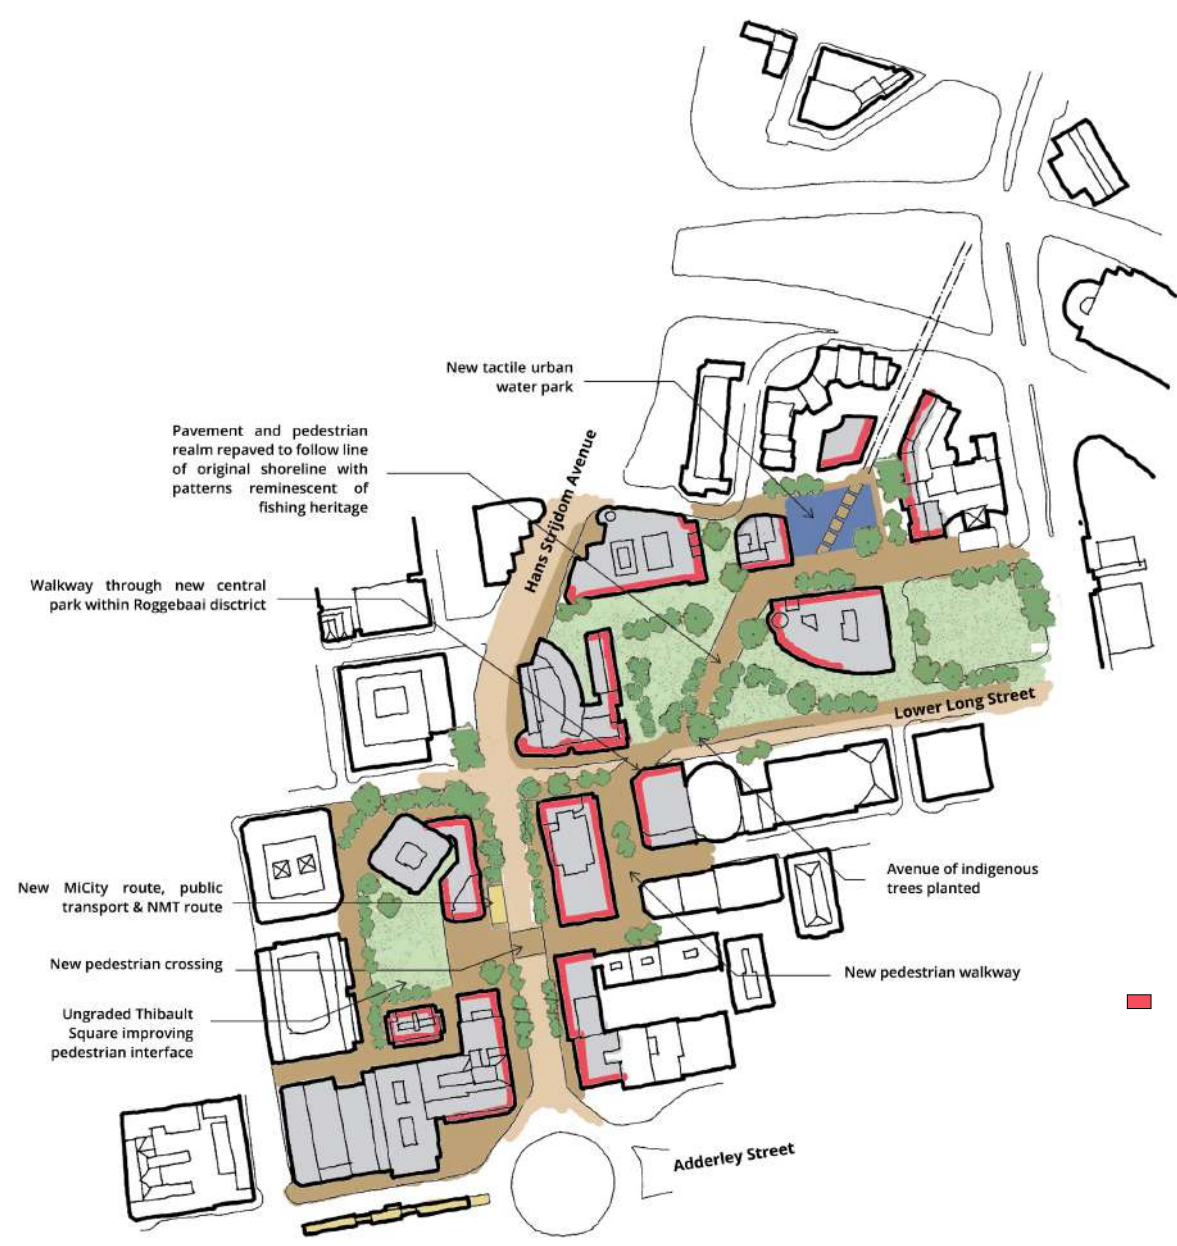 New tactile urban
water park
Pavement and pedestrian
realm repaved to follow line
of original shoreline with
patterns reminescent of
fishing heritage
Hans Strijdom Avenue
Walkway through new central
park within Roggebaai disctrict
Lower Long Street
Avenue of indigenous
trees planted
New MiCity route, public
transport & NMT route
New pedestrian crossing
New pedestrian walkway
Ungraded Thibault
Square improving
pedestrian interface
Adderley Street